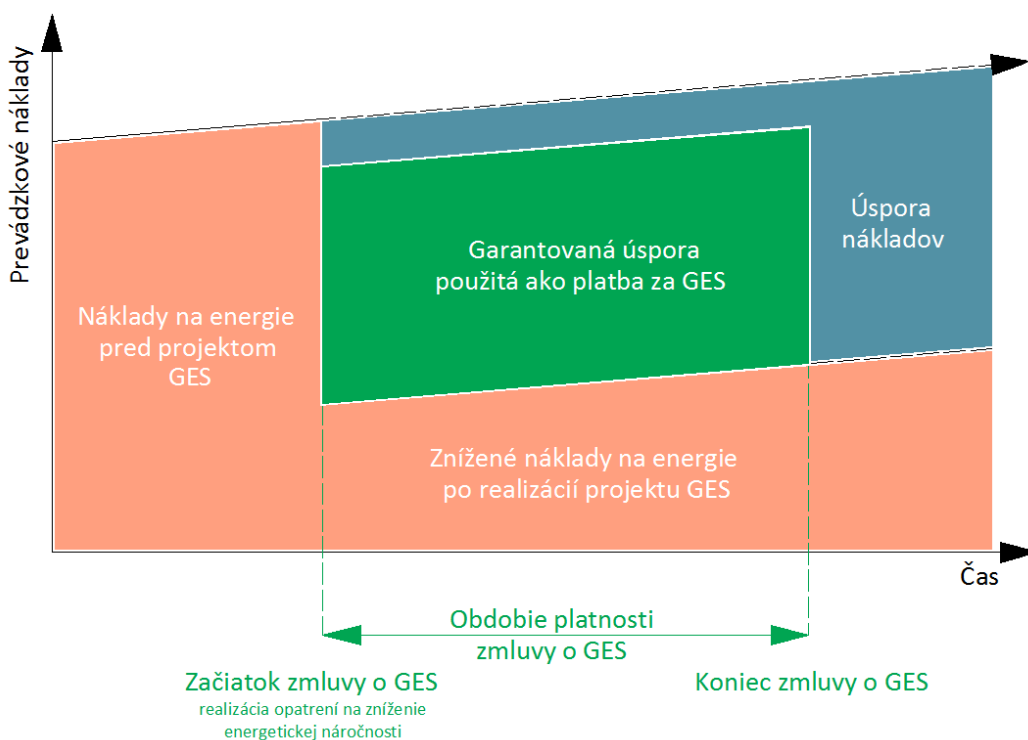 Prevádzkové náklady
Úspora
nákladov
Garantovaná úspora
použitá ako platba za GES
Náklady na energie
pred projektom
GES
Znížené náklady na energie
po realizácií projektu GES
Čas
Obdobie platnosti
zmluvy o GES
Začiatok zmluvy o GES
realizácia opatrení na zníženie
energetickej náročnosti
Koniec zmluvy o GES